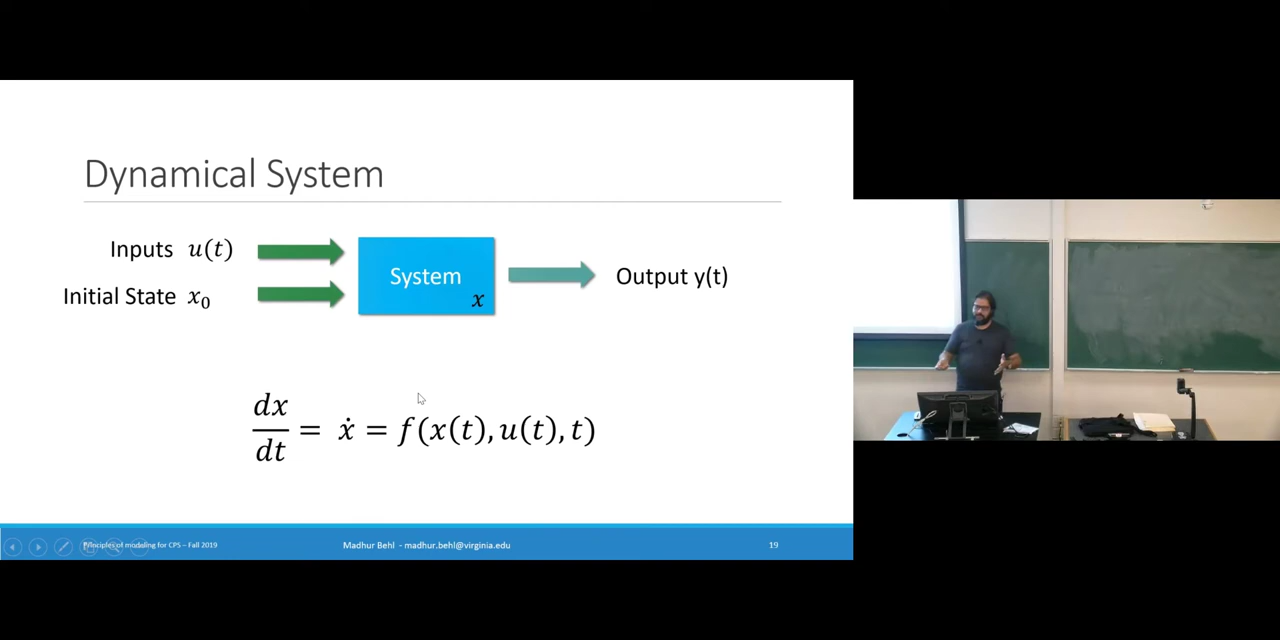 Dynamical System
Inputs u(t)
Initial State x₀
System
x
Output y(t)
dx/dt = ẋ = f(x(t), u(t), t)
Principles of modeling for CPS – Fall 2019
Madhur Behl - madhur.behl@virginia.edu
19